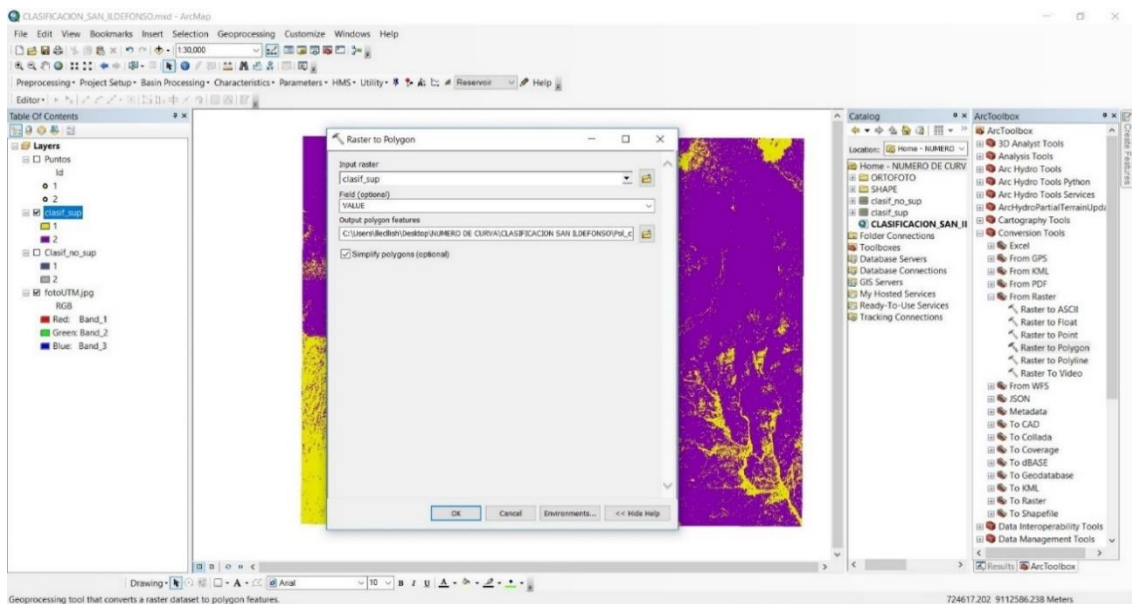 CLASIFICACION_SAN_ILDEFONSO.mxd - ArcMap
File Edit View Bookmarks Insert Selection Geoprocessing Customize Windows Help
1:30,000
Preprocessing Project Setup Basin Processing Characteristics Parameters HMS Utility Reservoir Help
Editor
Table Of Contents
Layers
Puntos
Id
1
2
clasif_sup
1
2
Clasif_no_sup
1
2
fotoUTM.jpg
RGB
Red: Band_1
Green: Band_2
Blue: Band_3
Raster to Polygon
Input raster
clasif_sup
Field (optional)
VALUE
Output polygon features
NUMERO DE CURVA\CLASIFICACION SAN ILDEFONSO\Pol_c
Simplify polygons (optional)
OK Cancel Environments... << Hide Help
Catalog
Location: Home - NUMERO
Home - NUMERO DE CURV
ORTOFOTO
SHAPE
clasif_no_sup
clasif_sup
CLASIFICACION_SAN_II
Folder Connections
Toolboxes
Database Servers
Database Connections
GIS Servers
My Hosted Services
Ready-To-Use Services
Tracking Connections
ArcToolbox
ArcToolbox
3D Analyst Tools
Analysis Tools
Arc Hydro Tools
Arc Hydro Tools Python
Arc Hydro Tools Services
ArcHydroPartialTerrainUpd
Cartography Tools
Conversion Tools
Excel
From GPS
From KML
From PDF
From Raster
Raster to ASCII
Raster to Float
Raster to Point
Raster to Polygon
Raster to Polyline
Raster To Video
From WFS
JSON
Metadata
To CAD
To Collada
To Coverage
To dBASE
To Geodatabase
To KML
To Raster
To Shapefile
Data Interoperability Tools
Data Management Tools
Results ArcToolbox
Create Features
Drawing A Arial 10 B I U A
Geoprocessing tool that converts a raster dataset to polygon features.
724617.202 9112586.238 Meters